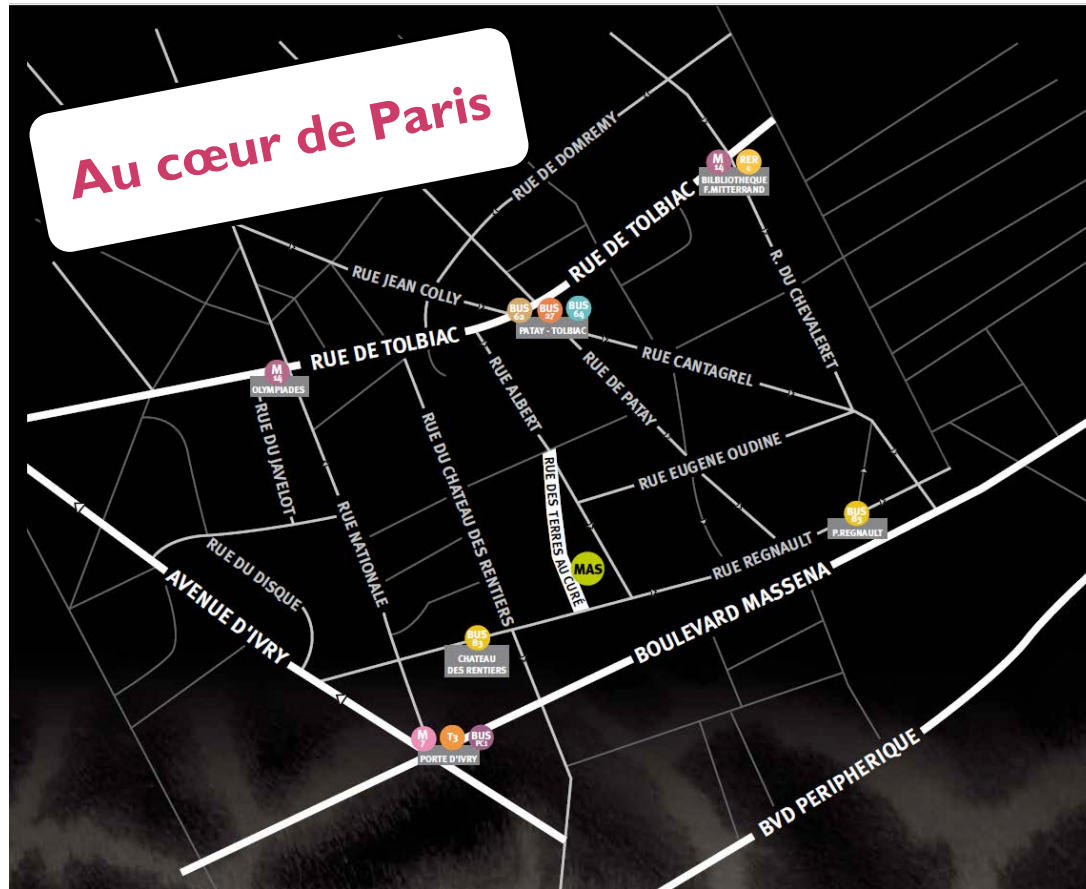 Au cœur de Paris
RUE DE DOMREMY
M
14
RER
C
BILBLIOTHEQUE
F.MITTERRAND
RUE DE TOLBIAC
R. DU CHEVALERET
RUE JEAN COLLY
BUS
62
BUS
27
BUS
64
PATAY - TOLBIAC
RUE DE TOLBIAC
RUE CANTAGREL
M
14
OLYMPIADES
RUE ALBERT
RUE DE PATAY
RUE DU JAVELOT
RUE DU CHATEAU DES RENTIERS
RUE EUGENE OUDINE
RUE DES TERRES AU CURÉ
RUE NATIONALE
BUS
83
P.REGNAULT
RUE DU DISQUE
RUE REGNAULT
MAS
AVENUE D'IVRY
BOULEVARD MASSENA
BUS
83
CHATEAU
DES RENTIERS
M
7
T3
BUS
PC1
PORTE D'IVRY
BVD PERIPHERIQUE